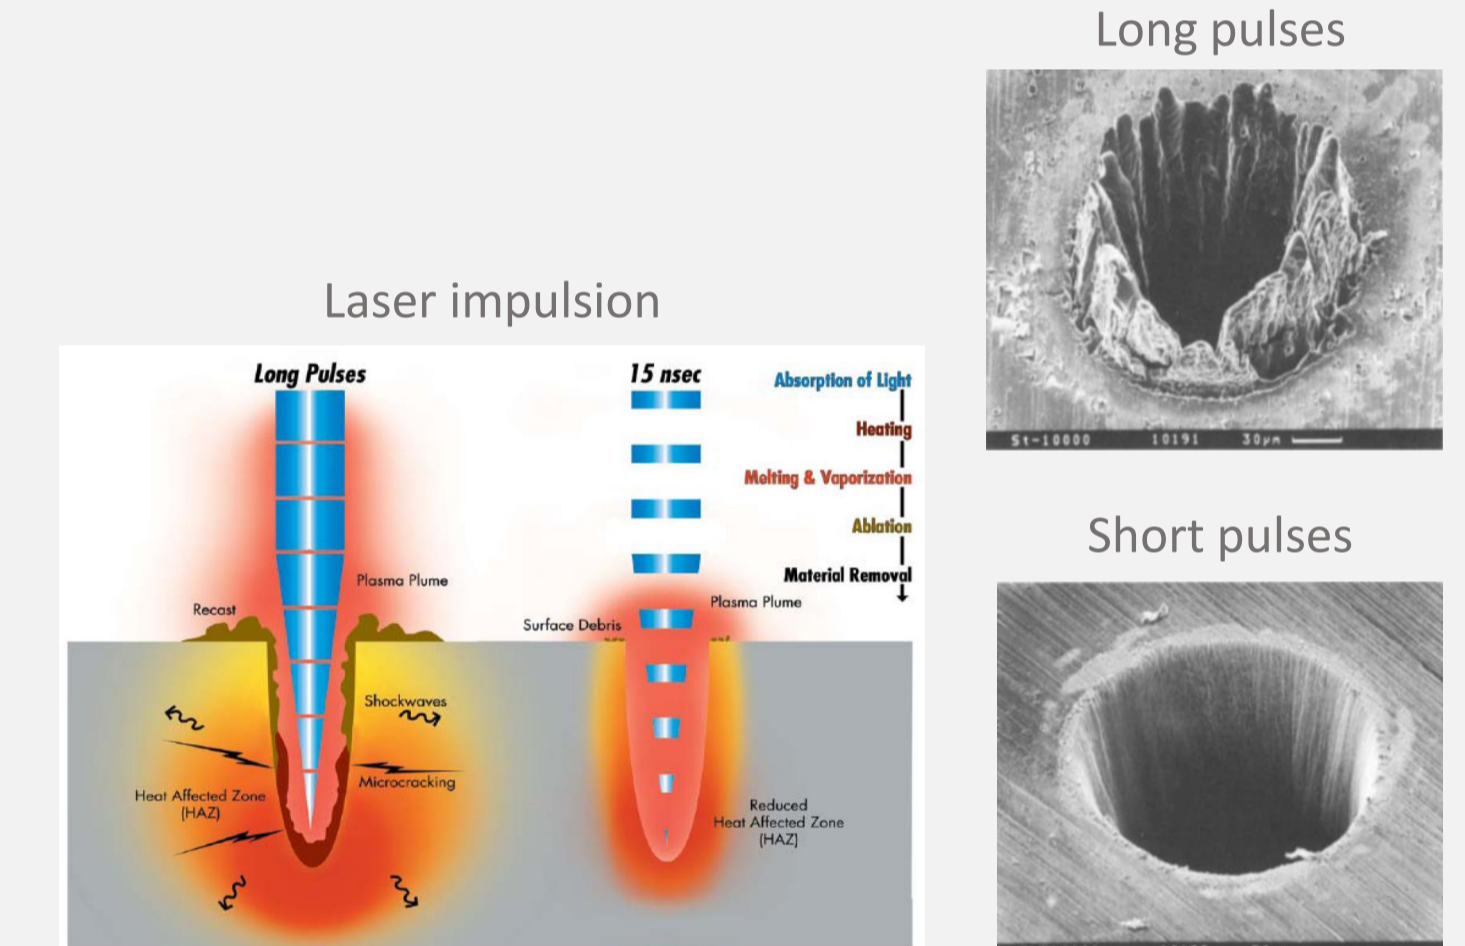 Long pulses
St-10000 10191 30µm
Laser impulsion
Long Pulses
15 nsec
Absorption of Light
Heating
Melting & Vaporization
Ablation
Material Removal
Plasma Plume
Recast
Plasma Plume
Surface Debris
Shockwaves
Microcracking
Heat Affected Zone
(HAZ)
Reduced
Heat Affected Zone
(HAZ)
Short pulses